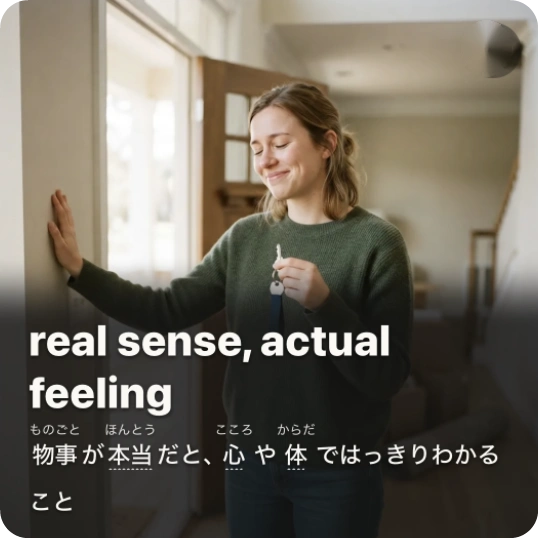 real sense, actual
feeling
ものごと ほんとう こころ からだ
物事が本当だと、心や体ではっきりわかる
こと